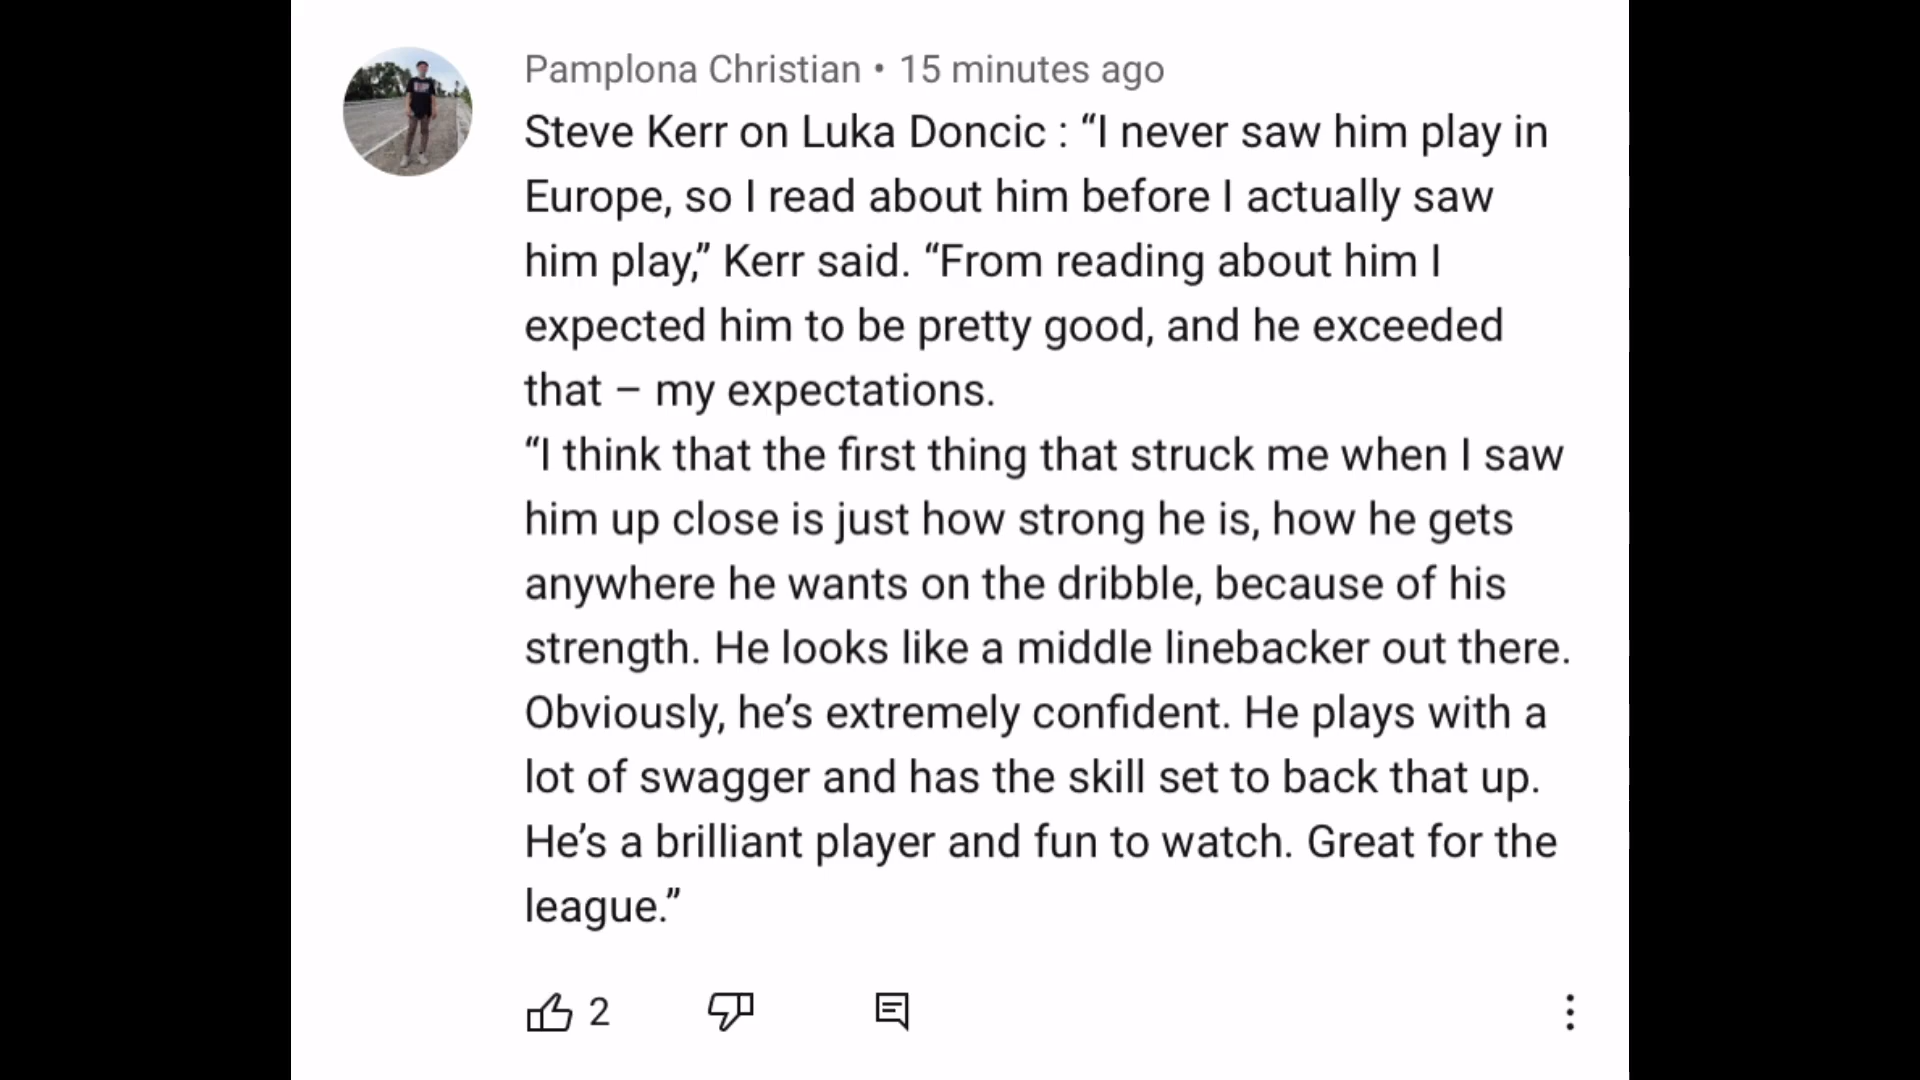 Pamplona Christian • 15 minutes ago
Steve Kerr on Luka Doncic : “I never saw him play in
Europe, so I read about him before I actually saw
him play,” Kerr said. “From reading about him I
expected him to be pretty good, and he exceeded
that – my expectations.
“I think that the first thing that struck me when I saw
him up close is just how strong he is, how he gets
anywhere he wants on the dribble, because of his
strength. He looks like a middle linebacker out there.
Obviously, he’s extremely confident. He plays with a
lot of swagger and has the skill set to back that up.
He’s a brilliant player and fun to watch. Great for the
league.”
2